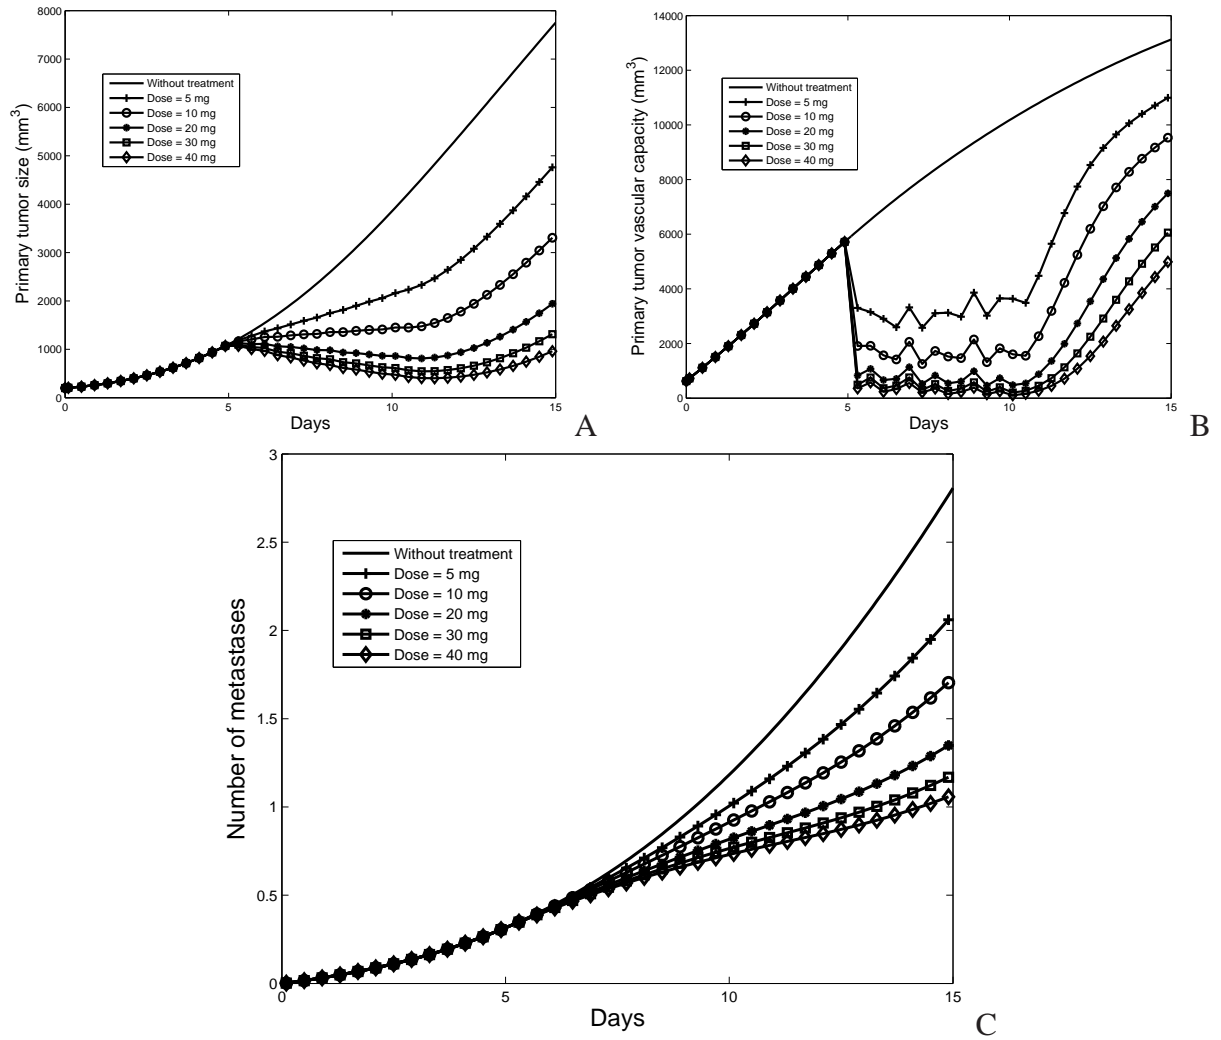 8000
7000
6000
5000
4000
3000
2000
1000
0
0
5
10
15
Primary tumor size (mm3)
Days
Without treatment
Dose = 5 mg
Dose = 10 mg
Dose = 20 mg
Dose = 30 mg
Dose = 40 mg
A
14000
12000
10000
8000
6000
4000
2000
0
0
5
10
15
Primary tumor vascular capacity (mm3)
Days
Without treatment
Dose = 5 mg
Dose = 10 mg
Dose = 20 mg
Dose = 30 mg
Dose = 40 mg
B
3
2.5
2
1.5
1
0.5
0
0
5
10
15
Number of metastases
Days
Without treatment
Dose = 5 mg
Dose = 10 mg
Dose = 20 mg
Dose = 30 mg
Dose = 40 mg
C